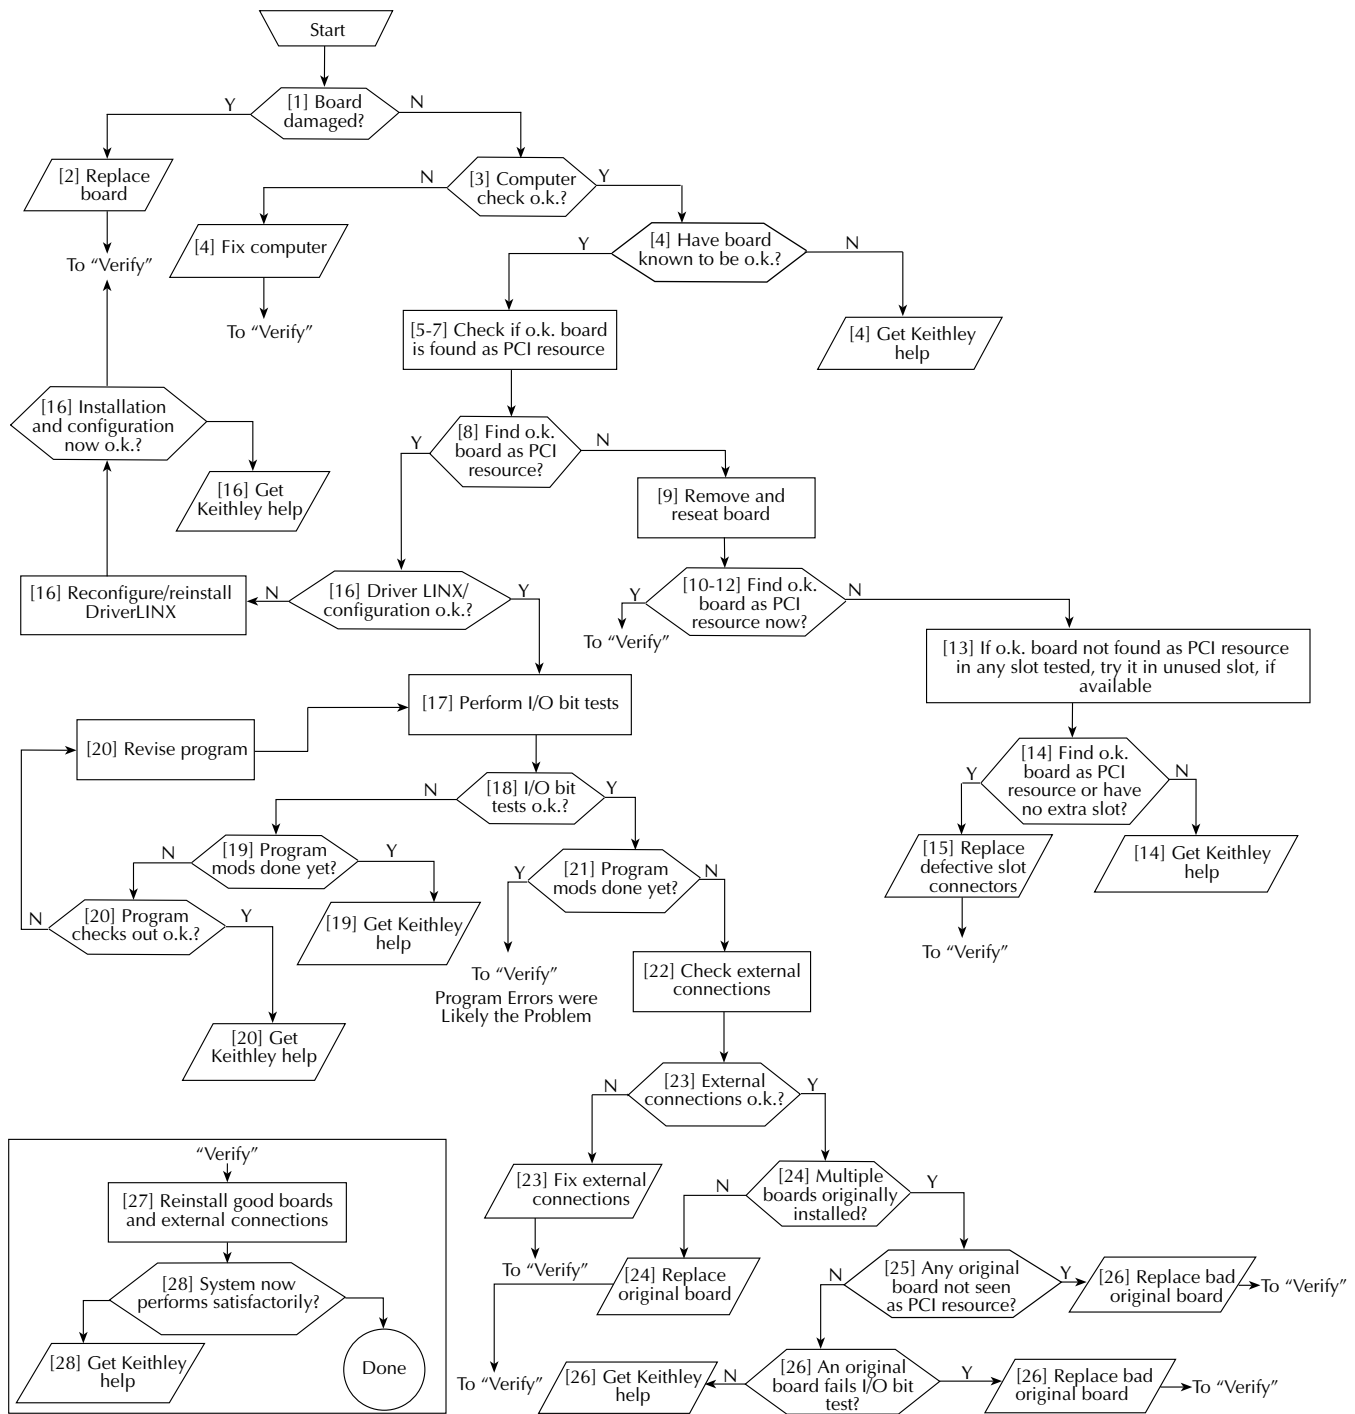 Start
Y
[1] Board
damaged?
N
[2] Replace
board
To “Verify”
N
[3] Computer
check o.k.?
Y
[4] Fix computer
To “Verify”
Y
[4] Have board
known to be o.k.?
N
[5-7] Check if o.k. board
is found as PCI resource
[4] Get Keithley
help
[16] Installation
and configuration
now o.k.?
[16] Get
Keithley help
Y
[8] Find o.k.
board as PCI
resource?
N
[9] Remove and
reseat board
[16] Reconfigure/reinstall
DriverLINX
N
[16] Driver LINX/
configuration o.k.?
Y
Y
[10-12] Find o.k.
board as PCI
resource now?
N
To “Verify”
[13] If o.k. board not found as PCI resource
in any slot tested, try it in unused slot, if
available
[17] Perform I/O bit tests
[20] Revise program
Y
[14] Find o.k.
board as PCI
resource or have
no extra slot?
N
N
[18] I/O bit
tests o.k.?
Y
[15] Replace
defective slot
connectors
[14] Get Keithley
help
To “Verify”
N
[19] Program
mods done yet?
Y
Y
[21] Program
mods done yet?
N
N
[20] Program
checks out o.k.?
Y
[19] Get Keithley
help
To “Verify”
Program Errors were
Likely the Problem
[22] Check external
connections
[20] Get
Keithley help
N
[23] External
connections o.k.?
Y
[23] Fix external
connections
To “Verify”
N
[24] Multiple
boards originally
installed?
Y
[24] Replace
original board
To “Verify”
N
[25] Any original
board not seen
as PCI resource?
Y
[26] Replace bad
original board
To “Verify”
[26] Get Keithley
help
N
[26] An original
board fails I/O bit
test?
Y
[26] Replace bad
original board
To “Verify”
“Verify”
[27] Reinstall good boards
and external connections
[28] System now
performs satisfactorily?
[28] Get Keithley
help
Done